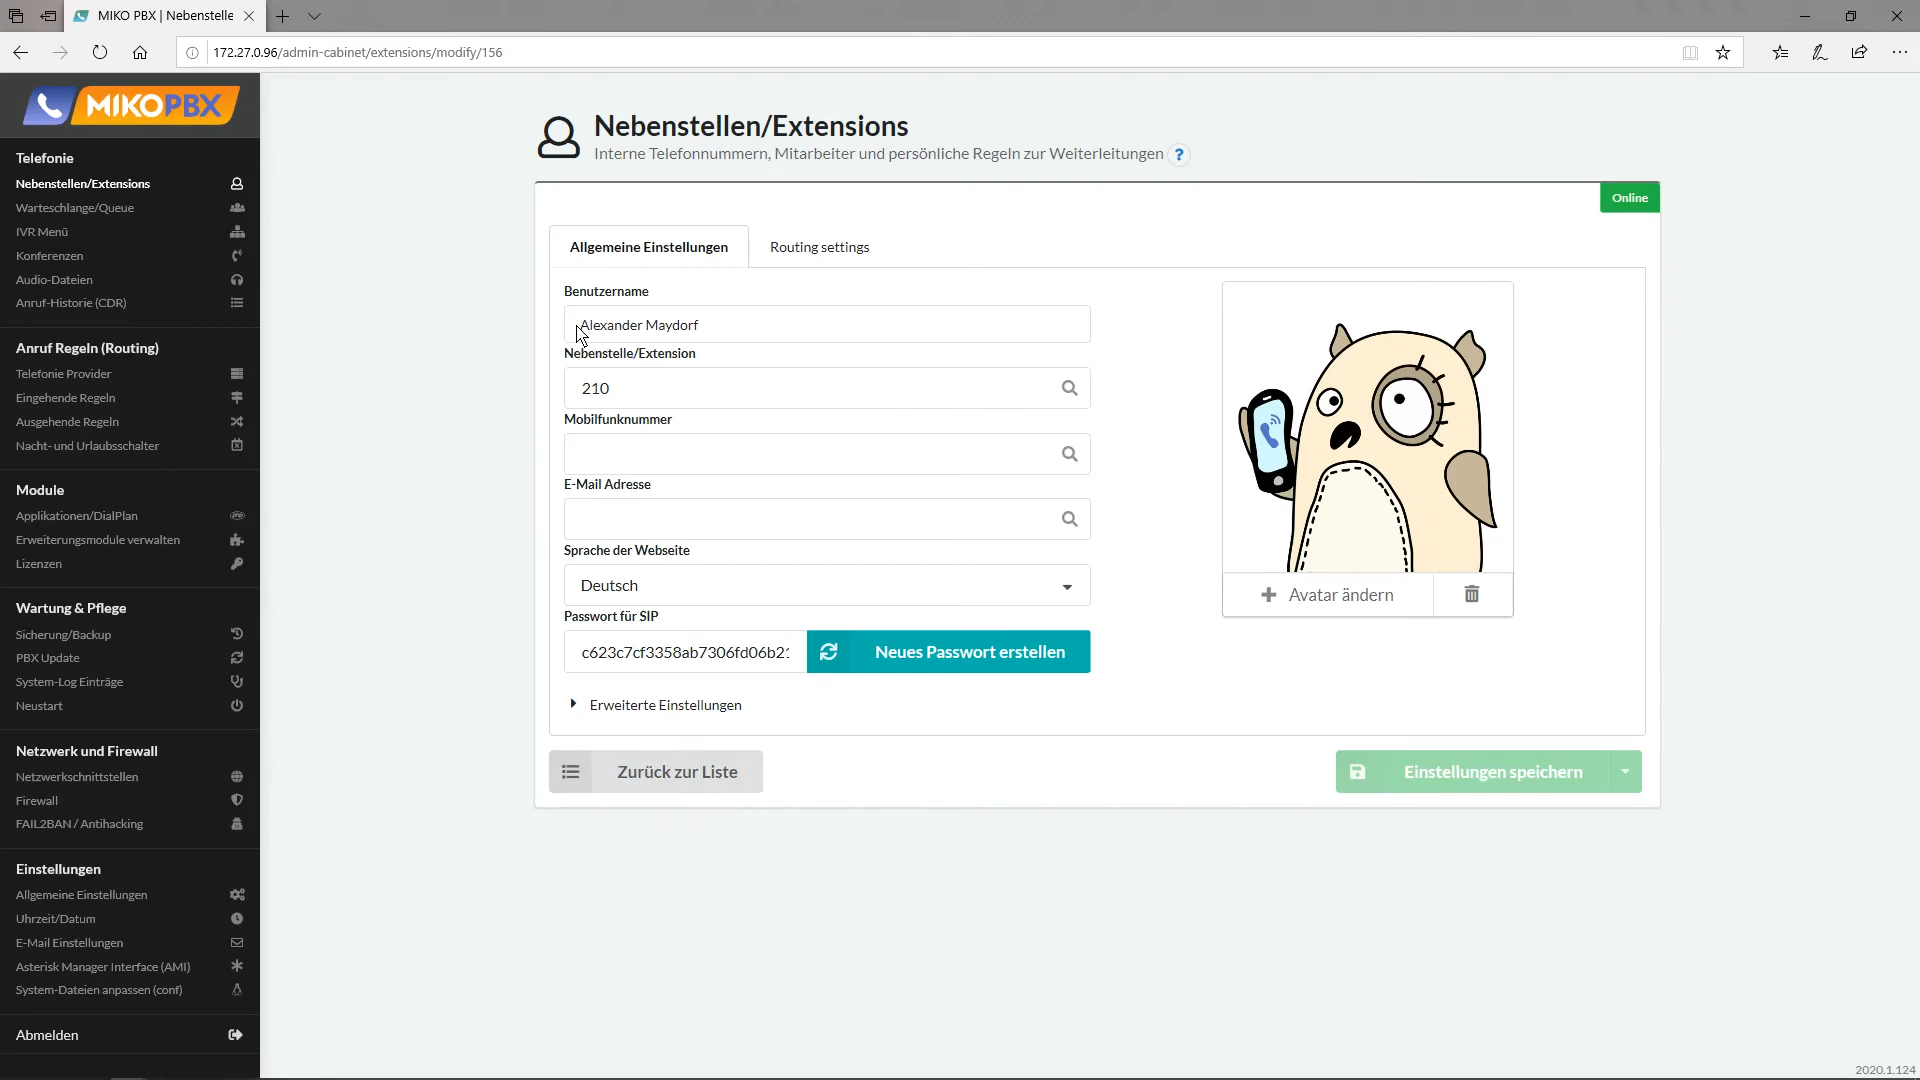 MIKO PBX | Nebenstelle
172.27.0.96/admin-cabinet/extensions/modify/156
MIKOPBX
Telefonie
Nebenstellen/Extensions
Warteschlange/Queue
IVR Menü
Konferenzen
Audio-Dateien
Anruf-Historie (CDR)
Anruf Regeln (Routing)
Telefonie Provider
Eingehende Regeln
Ausgehende Regeln
Nacht- und Urlaubsschalter
Module
Applikationen/DialPlan
Erweiterungsmodule verwalten
Lizenzen
Wartung & Pflege
Sicherung/Backup
PBX Update
System-Log Einträge
Neustart
Netzwerk und Firewall
Netzwerkschnittstellen
Firewall
FAIL2BAN / Antihacking
Einstellungen
Allgemeine Einstellungen
Uhrzeit/Datum
E-Mail Einstellungen
Asterisk Manager Interface (AMI)
System-Dateien anpassen (conf)
Abmelden
Nebenstellen/Extensions
Interne Telefonnummern, Mitarbeiter und persönliche Regeln zur Weiterleitungen ?
Online
Allgemeine Einstellungen
Routing settings
Benutzername
Alexander Maydorf
Nebenstelle/Extension
210
Mobilfunknummer
E-Mail Adresse
Sprache der Webseite
Deutsch
Passwort für SIP
c623c7cf3358ab7306fd06b2
Neues Passwort erstellen
Erweiterte Einstellungen
Avatar ändern
Zurück zur Liste
Einstellungen speichern
2020.1.124